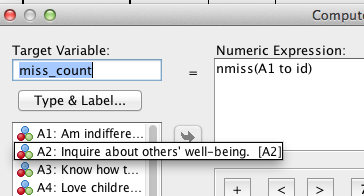 Compute
Target Variable:
Numeric Expression:
miss_count
=
nmiss(A1 to id)
Type & Label...
A1: Am indiffere...
A2: Inquire about others' well-being. [A2]
A3: Know how t...
A4: Love childre...
+
<
>